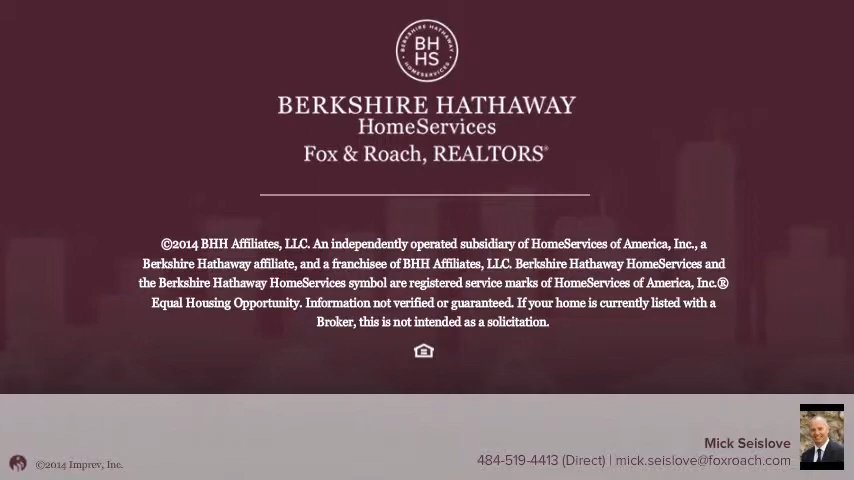 BERKSHIRE HATHAWAY
BH
HS
HOMESERVICES
BERKSHIRE HATHAWAY
HomeServices
Fox & Roach, REALTORS®
©2014 BHH Affiliates, LLC. An independently operated subsidiary of HomeServices of America, Inc., a
Berkshire Hathaway affiliate, and a franchisee of BHH Affiliates, LLC. Berkshire Hathaway HomeServices and
the Berkshire Hathaway HomeServices symbol are registered service marks of HomeServices of America, Inc.®
Equal Housing Opportunity. Information not verified or guaranteed. If your home is currently listed with a
Broker, this is not intended as a solicitation.
Mick Seislove
484-519-4413 (Direct) | mick.seislove@foxroach.com
©2014 Imprev, Inc.